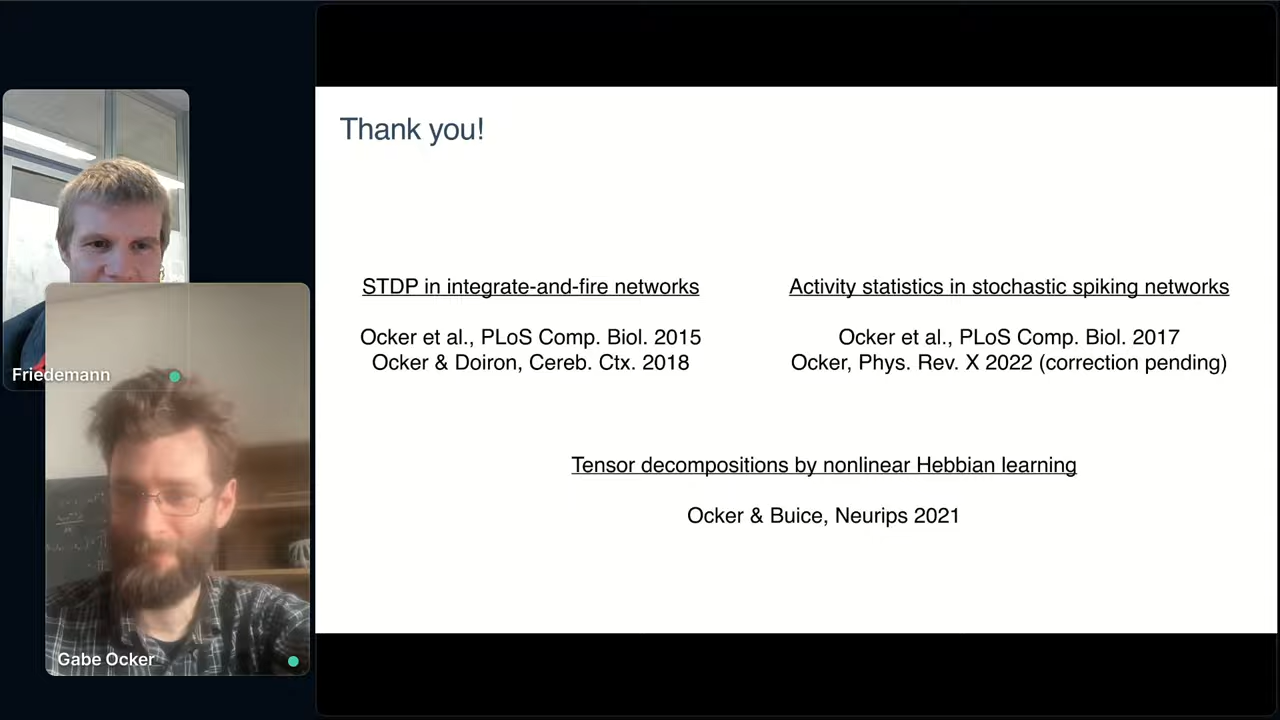 Thank you!
STDP in integrate-and-fire networks
Ocker et al., PLoS Comp. Biol. 2015
Ocker & Doiron, Cereb. Ctx. 2018
Activity statistics in stochastic spiking networks
Ocker et al., PLoS Comp. Biol. 2017
Ocker, Phys. Rev. X 2022 (correction pending)
Tensor decompositions by nonlinear Hebbian learning
Ocker & Buice, Neurips 2021
Friedemann
Gabe Ocker